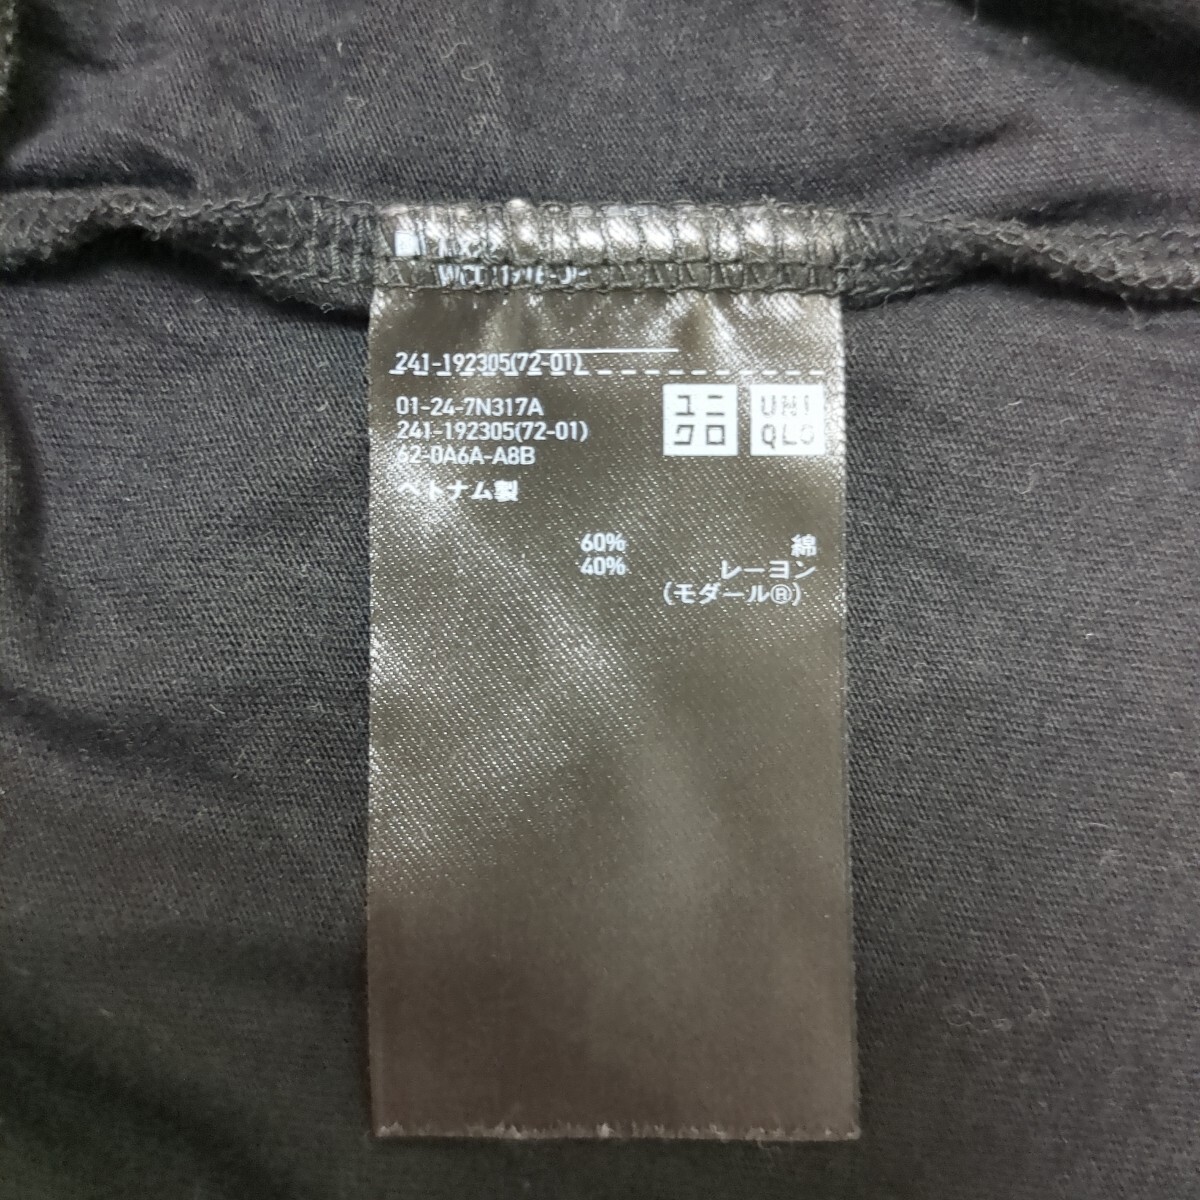 241-192305(72-01)
01-24-7N317A
241-192305(72-01)
62-0A6A-A8B
ベトナム製
ユニ
クロ
UNI
QLO
60% 綿
40% レーヨン
(モダール®)